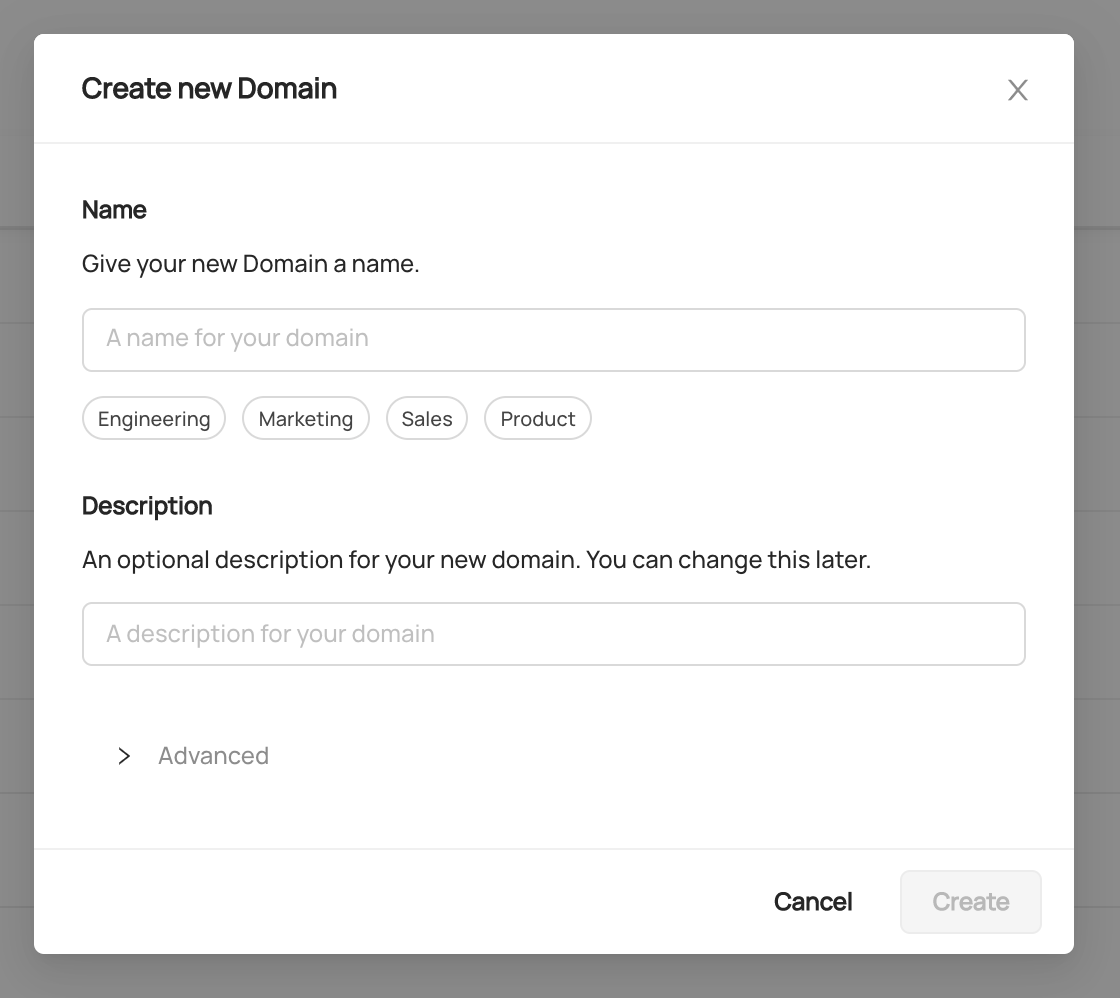 Create new Domain
Name
Give your new Domain a name.
A name for your domain
Engineering Marketing Sales Product
Description
An optional description for your new domain. You can change this later.
A description for your domain
Advanced
Cancel Create